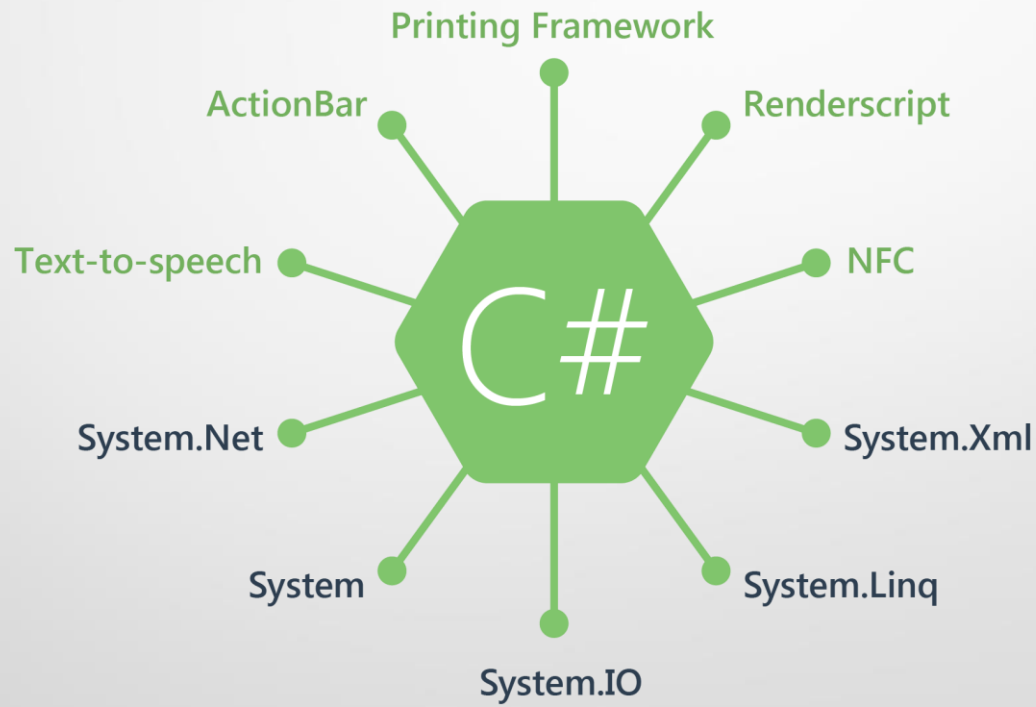 Printing Framework
ActionBar
Renderscript
Text-to-speech
NFC
C#
System.Net
System.Xml
System
System.Linq
System.IO